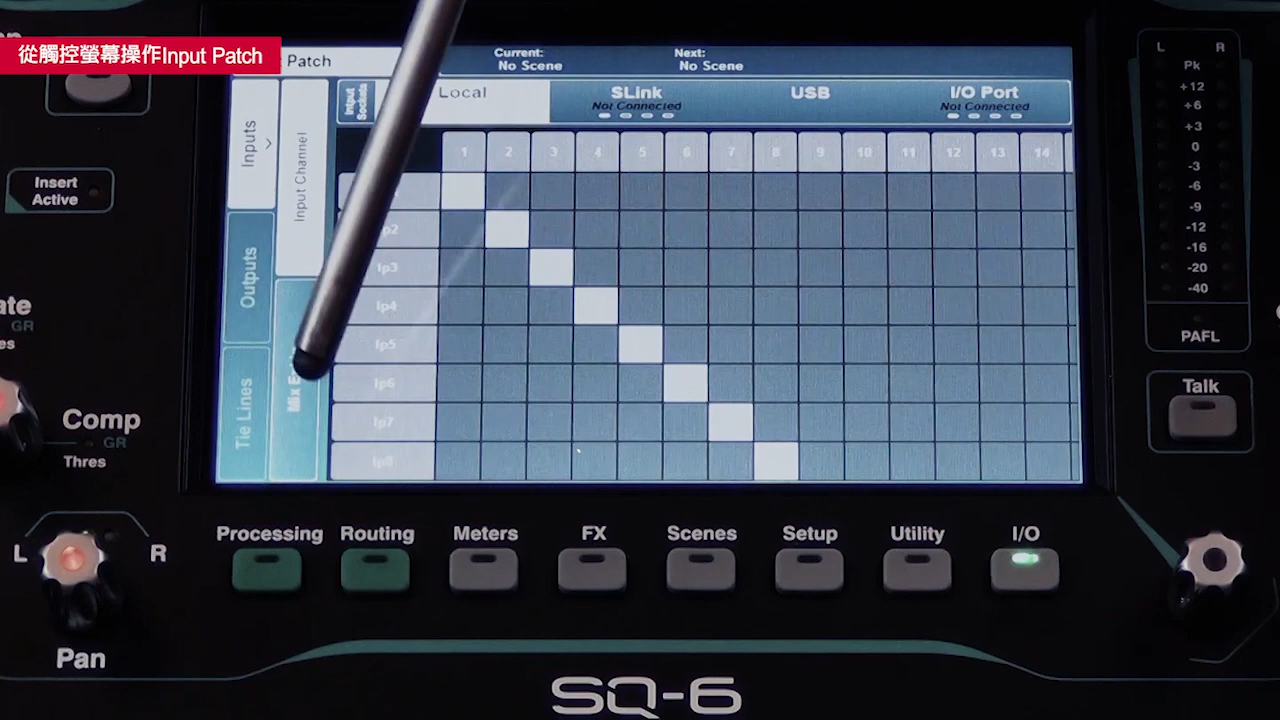 從觸控螢幕操作Input Patch
Patch
Current:
No Scene
Next:
No Scene
Intput
Sockets
Local
SLink
Not Connected
USB
I/O Port
Not Connected
1 2 3 4 5 6 7 8 9 10 11 12 13 14
Ip3
Ip4
Ip5
Ip6
Ip7
Ip8
Inputs
Outputs
Tie Lines
Input Channel
Mix
Insert
Active
GR
Comp
GR
Thres
L
R
Pan
Processing
Routing
Meters
FX
Scenes
Setup
Utility
I/O
L R
Pk
+12
+6
+3
0
-3
-6
-9
-12
-16
-20
-40
PAFL
Talk
SQ-6